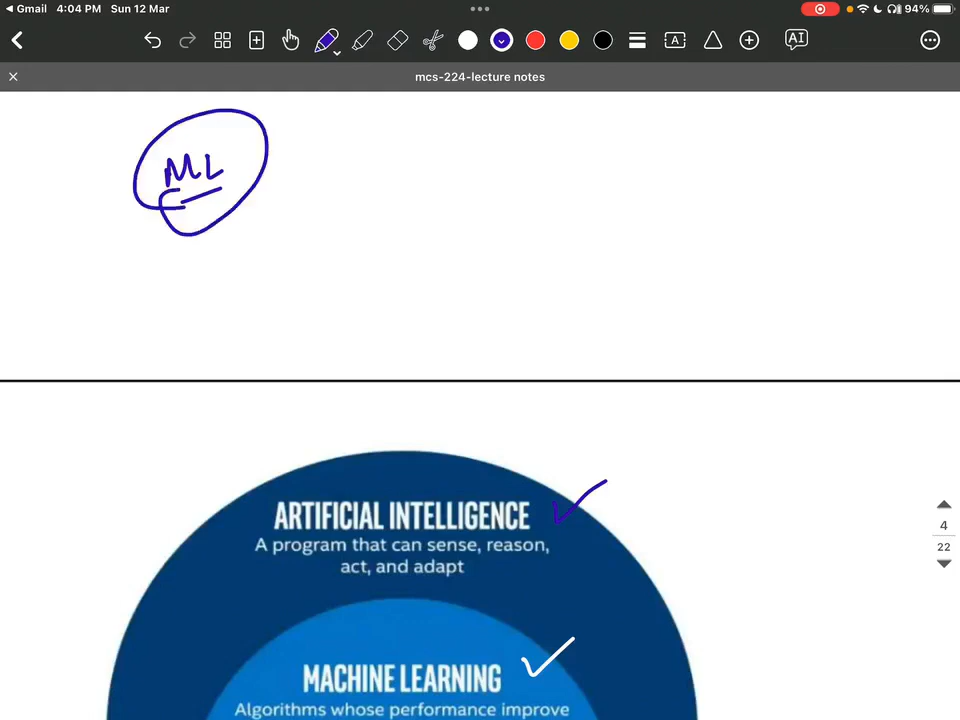 Gmail 4:04 PM Sun 12 Mar 94%
A AI
mcs-224-lecture notes
ML
ARTIFICIAL INTELLIGENCE
A program that can sense, reason,
act, and adapt
4
22
MACHINE LEARNING
Algorithms whose performance improve